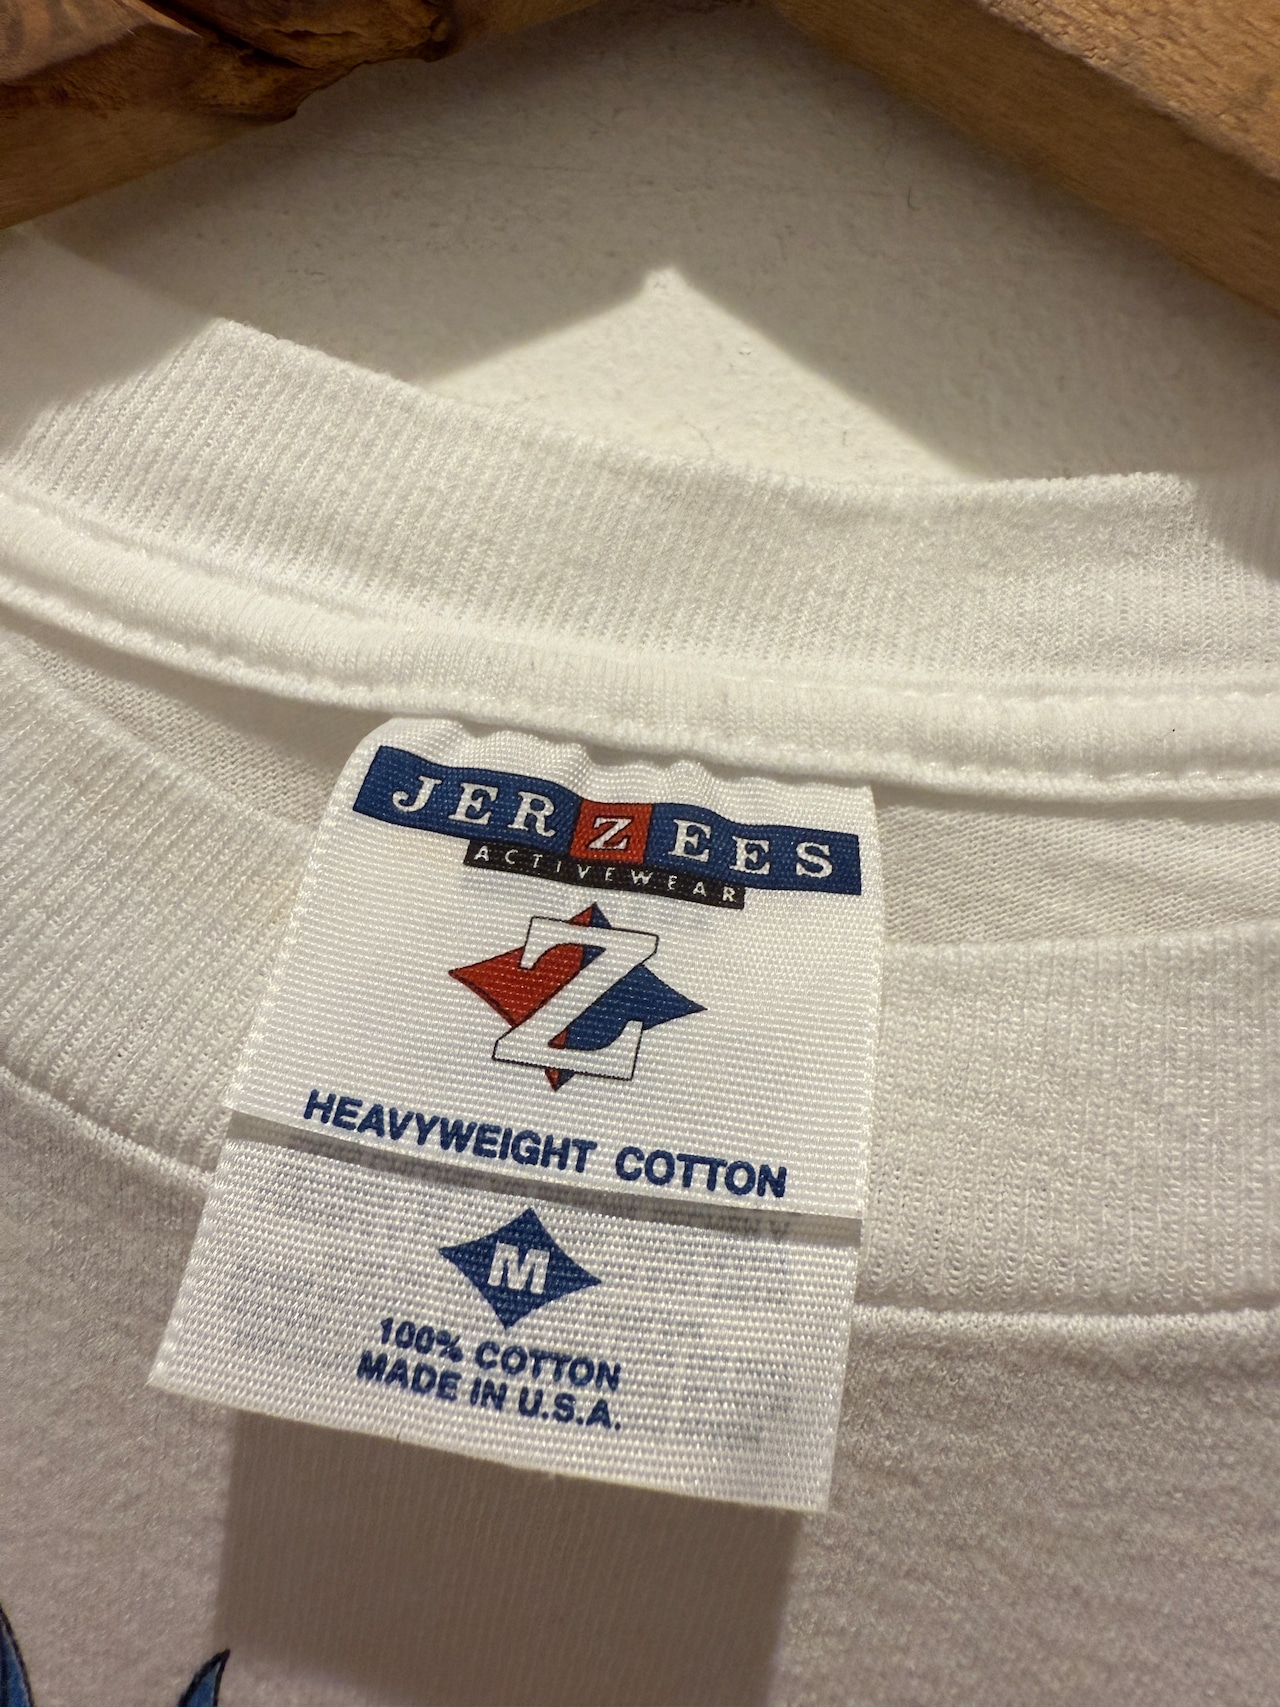 JERZEES
ACTIVEWEAR
Z
HEAVYWEIGHT COTTON
M
100% COTTON
MADE IN U.S.A.